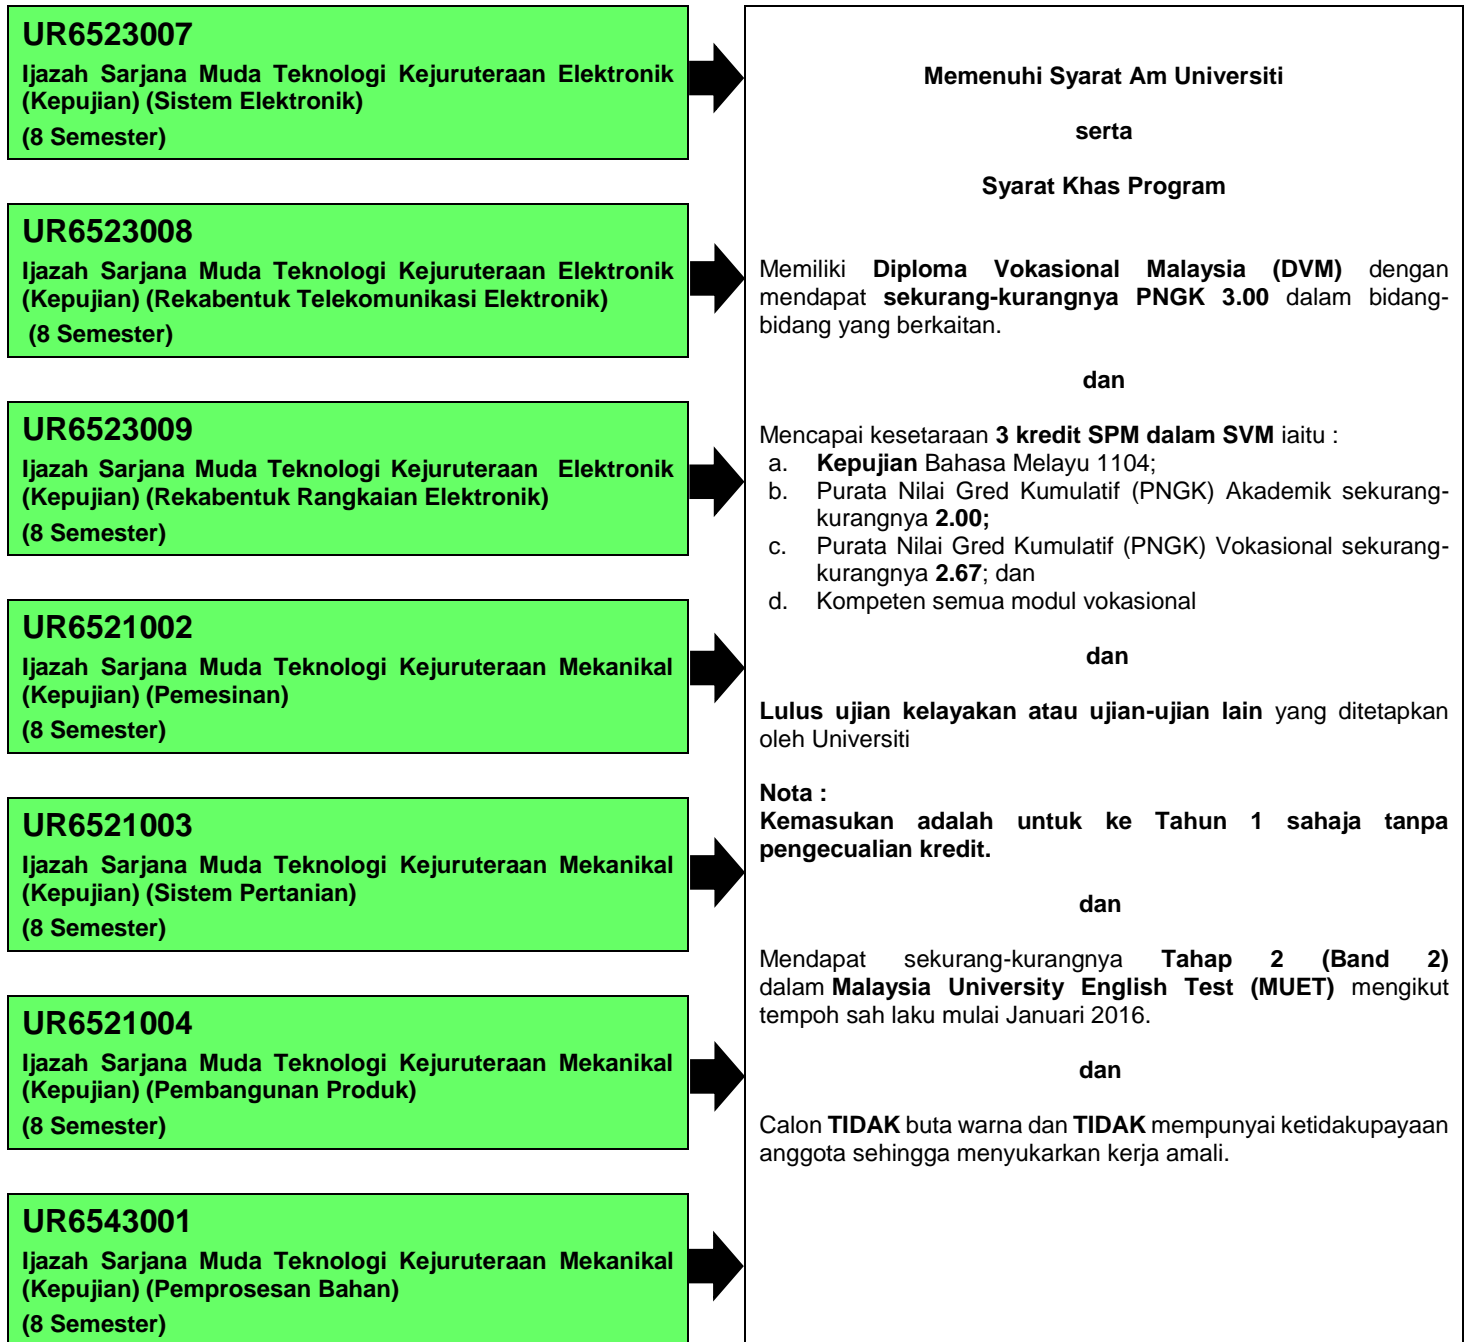 UR6523007
Ijazah Sarjana Muda Teknologi Kejuruteraan Elektronik
(Kepujian) (Sistem Elektronik)
(8 Semester)
UR6523008
Ijazah Sarjana Muda Teknologi Kejuruteraan Elektronik
(Kepujian) (Rekabentuk Telekomunikasi Elektronik)
(8 Semester)
UR6523009
Ijazah Sarjana Muda Teknologi Kejuruteraan Elektronik
(Kepujian) (Rekabentuk Rangkaian Elektronik)
(8 Semester)
UR6521002
Ijazah Sarjana Muda Teknologi Kejuruteraan Mekanikal
(Kepujian) (Pemesinan)
(8 Semester)
UR6521003
Ijazah Sarjana Muda Teknologi Kejuruteraan Mekanikal
(Kepujian) (Sistem Pertanian)
(8 Semester)
UR6521004
Ijazah Sarjana Muda Teknologi Kejuruteraan Mekanikal
(Kepujian) (Pembangunan Produk)
(8 Semester)
UR6543001
Ijazah Sarjana Muda Teknologi Kejuruteraan Mekanikal
(Kepujian) (Pemprosesan Bahan)
(8 Semester)
Memenuhi Syarat Am Universiti
serta
Syarat Khas Program
Memiliki Diploma Vokasional Malaysia (DVM) dengan
mendapat sekurang-kurangnya PNGK 3.00 dalam bidang-
bidang yang berkaitan.
dan
Mencapai kesetaraan 3 kredit SPM dalam SVM iaitu :
a. Kepujian Bahasa Melayu 1104;
b. Purata Nilai Gred Kumulatif (PNGK) Akademik sekurang-
kurangnya 2.00;
c. Purata Nilai Gred Kumulatif (PNGK) Vokasional sekurang-
kurangnya 2.67; dan
d. Kompeten semua modul vokasional
dan
Lulus ujian kelayakan atau ujian-ujian lain yang ditetapkan
oleh Universiti
Nota :
Kemasukan adalah untuk ke Tahun 1 sahaja tanpa
pengecualian kredit.
dan
Mendapat sekurang-kurangnya Tahap 2 (Band 2)
dalam Malaysia University English Test (MUET) mengikut
tempoh sah laku mulai Januari 2016.
dan
Calon TIDAK buta warna dan TIDAK mempunyai ketidakupayaan
anggota sehingga menyukarkan kerja amali.